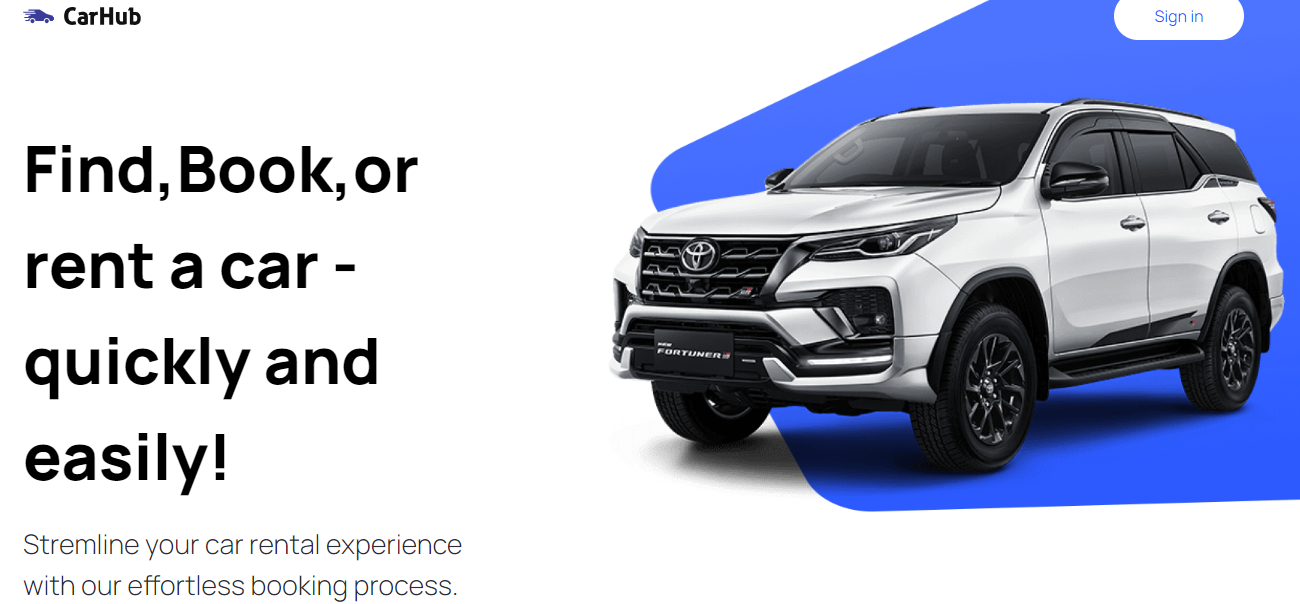 CarHub
Sign in
Find,Book,or
rent a car -
quickly and
easily!
Stremline your car rental experience
with our effortless booking process.
NEW
FORTUNER